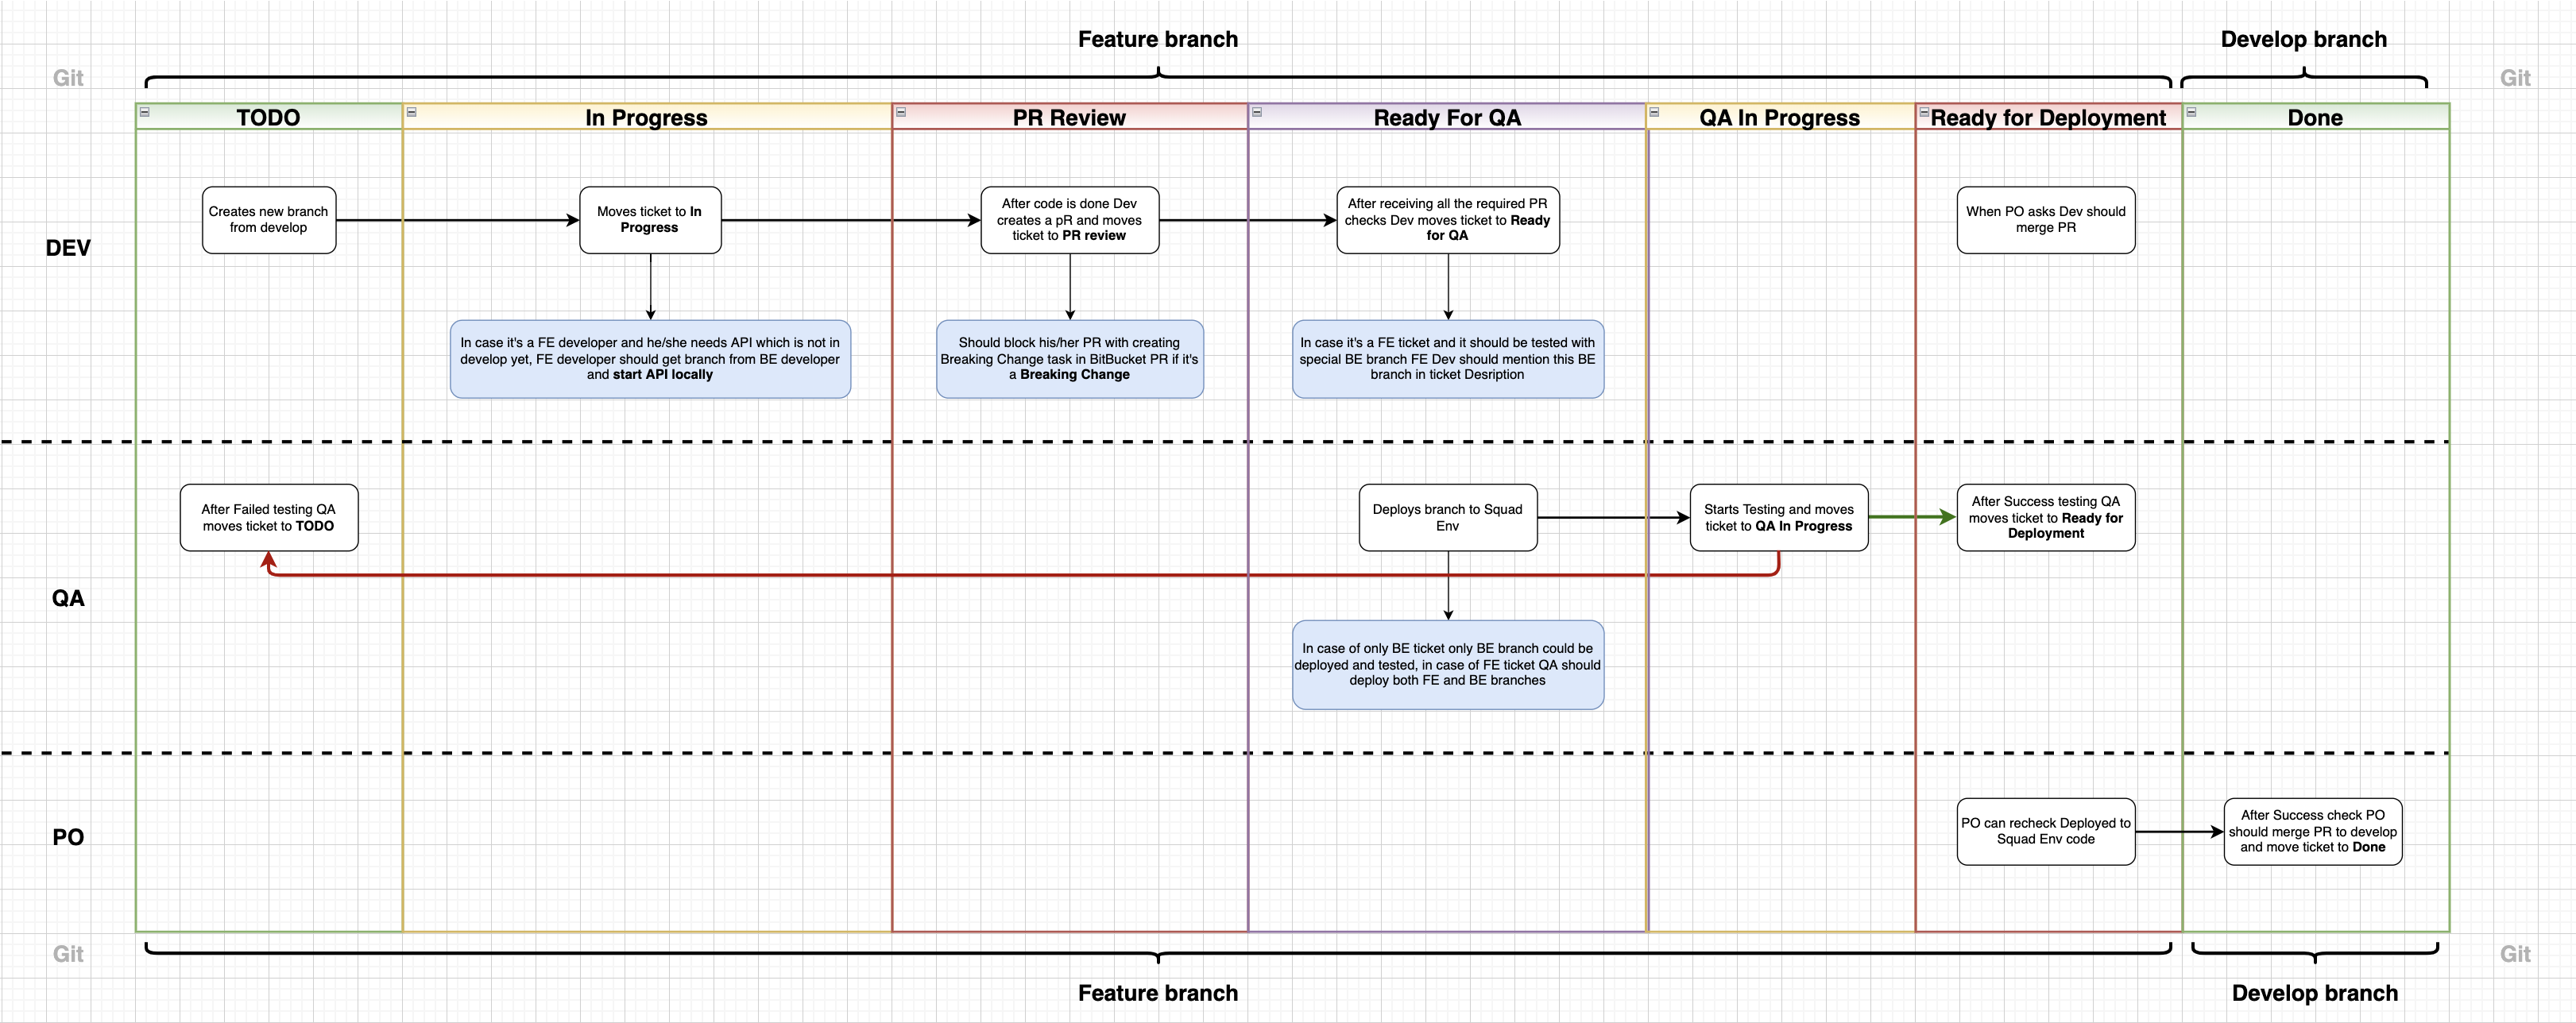 Feature branch
Develop branch
Git
Git
TODO
In Progress
PR Review
Ready For QA
QA In Progress
Ready for Deployment
Done
DEV
Creates new branch
from develop
Moves ticket to In
Progress
After code is done Dev
creates a pR and moves
ticket to PR review
After receiving all the required PR
checks Dev moves ticket to Ready
for QA
When PO asks Dev should
merge PR
In case it's a FE developer and he/she needs API which is not in
develop yet, FE developer should get branch from BE developer
and start API locally
Should block his/her PR with creating
Breaking Change task in BitBucket PR if it's
a Breaking Change
In case it's a FE ticket and it should be tested with
special BE branch FE Dev should mention this BE
branch in ticket Desription
QA
After Failed testing QA
moves ticket to TODO
Deploys branch to Squad
Env
Starts Testing and moves
ticket to QA In Progress
After Success testing QA
moves ticket to Ready for
Deployment
In case of only BE ticket only BE branch could be
deployed and tested, in case of FE ticket QA should
deploy both FE and BE branches
PO
PO can recheck Deployed to
Squad Env code
After Success check PO
should merge PR to develop
and move ticket to Done
Git
Git
Feature branch
Develop branch